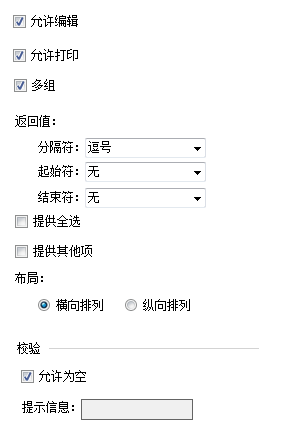 允许编辑
允许打印
多组
返回值：
分隔符：逗号
起始符：无
结束符：无
提供全选
提供其他项
布局：
横向排列 纵向排列
校验
允许为空
提示信息：